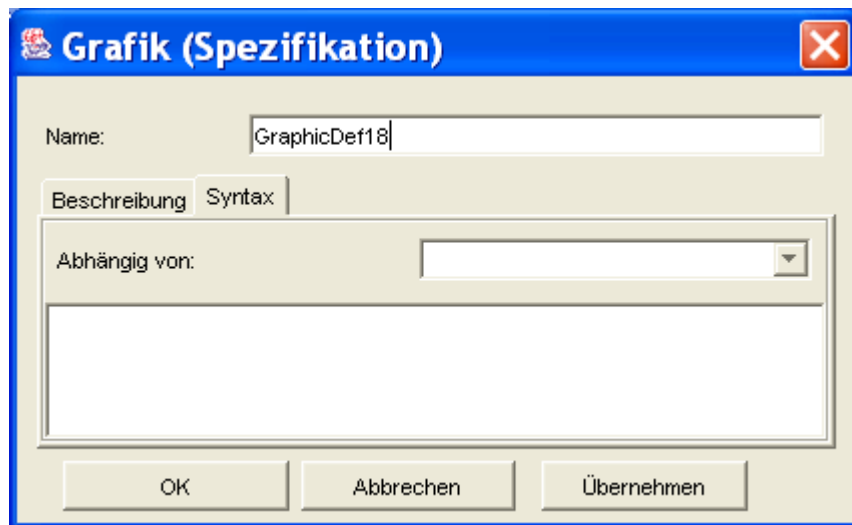 Grafik (Spezifikation)
Name: GraphicDef18
Beschreibung Syntax
Abhängig von:
OK Abbrechen Übernehmen